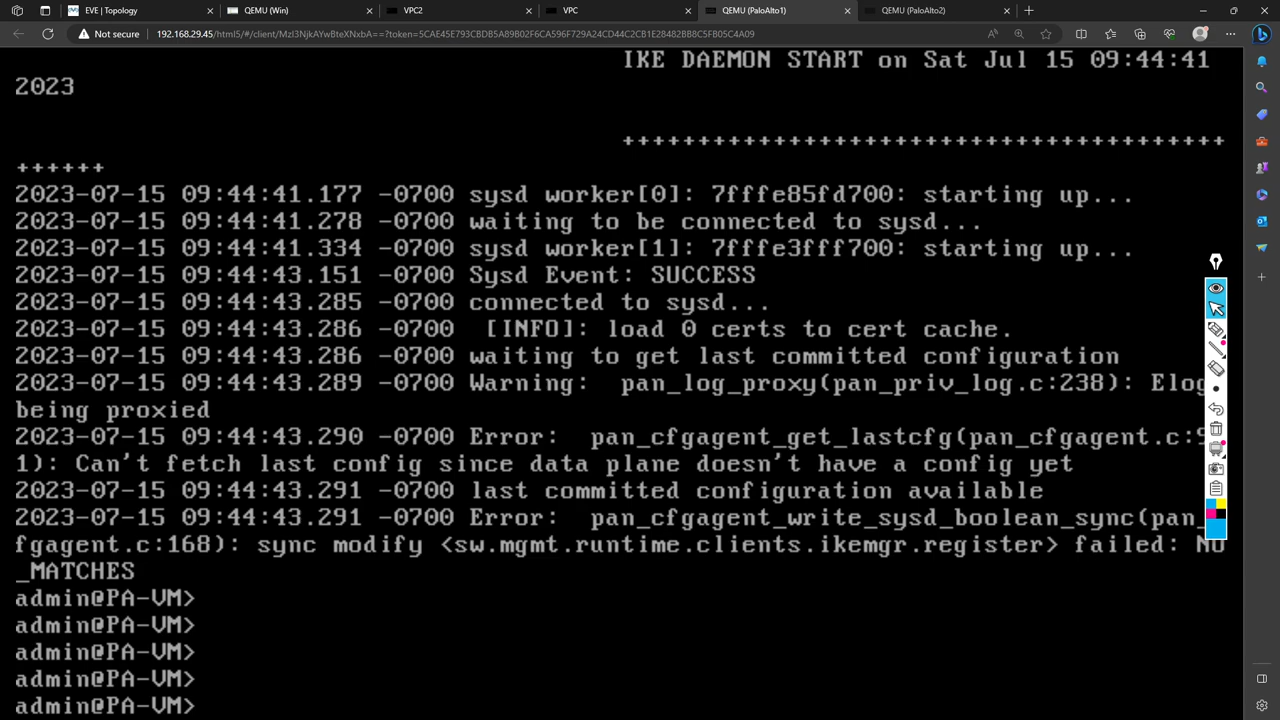 EVE | Topology
QEMU (Win)
VPC2
VPC
QEMU (PaloAlto1)
QEMU (PaloAlto2)
Not secure
192.168.29.45/html5/#/client/MzI3NjkAYwBteXNxbA==?token=5CAE45E793CBDB5A89B02F6CA596F729A24CD44C2CB1E28482BB8C5FB05C4A09
IKE DAEMON START on Sat Jul 15 09:44:41
2023
++++++++++++++++++++++++++++++++++++++++
++++++
2023-07-15 09:44:41.177 -0700 sysd worker[0]: 7fffe85fd700: starting up...
2023-07-15 09:44:41.278 -0700 waiting to be connected to sysd...
2023-07-15 09:44:41.334 -0700 sysd worker[1]: 7fffe3fff700: starting up...
2023-07-15 09:44:43.151 -0700 Sysd Event: SUCCESS
2023-07-15 09:44:43.285 -0700 connected to sysd...
2023-07-15 09:44:43.286 -0700  [INFO]: load 0 certs to cert cache.
2023-07-15 09:44:43.286 -0700 waiting to get last committed configuration
2023-07-15 09:44:43.289 -0700 Warning:  pan_log_proxy(pan_priv_log.c:238): Elog
being proxied
2023-07-15 09:44:43.290 -0700 Error:  pan_cfgagent_get_lastcfg(pan_cfgagent.c:9
1): Can't fetch last config since data plane doesn't have a config yet
2023-07-15 09:44:43.291 -0700 last committed configuration available
2023-07-15 09:44:43.291 -0700 Error:  pan_cfgagent_write_sysd_boolean_sync(pan_
fgagent.c:168): sync modify <sw.mgmt.runtime.clients.ikemgr.register> failed: NO
_MATCHES
admin@PA-VM>
admin@PA-VM>
admin@PA-VM>
admin@PA-VM>
admin@PA-VM>